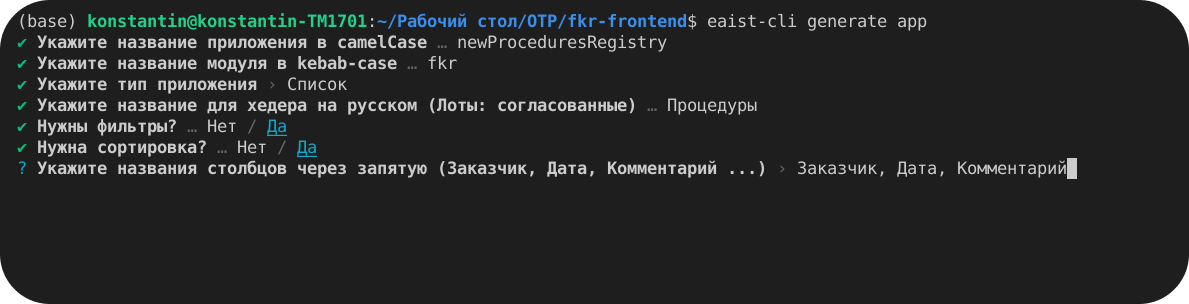 (base) konstantin@konstantin-TM1701:~/Рабочий стол/OTP/fkr-frontend$ eaist-cli generate app
✔ Укажите название приложения в camelCase … newProceduresRegistry
✔ Укажите название модуля в kebab-case … fkr
✔ Укажите тип приложения › Список
✔ Укажите название для хедера на русском (Лоты: согласованные) … Процедуры
✔ Нужны фильтры? … Нет / Да
✔ Нужна сортировка? … Нет / Да
? Укажите названия столбцов через запятую (Заказчик, Дата, Комментарий ...) › Заказчик, Дата, Комментарий